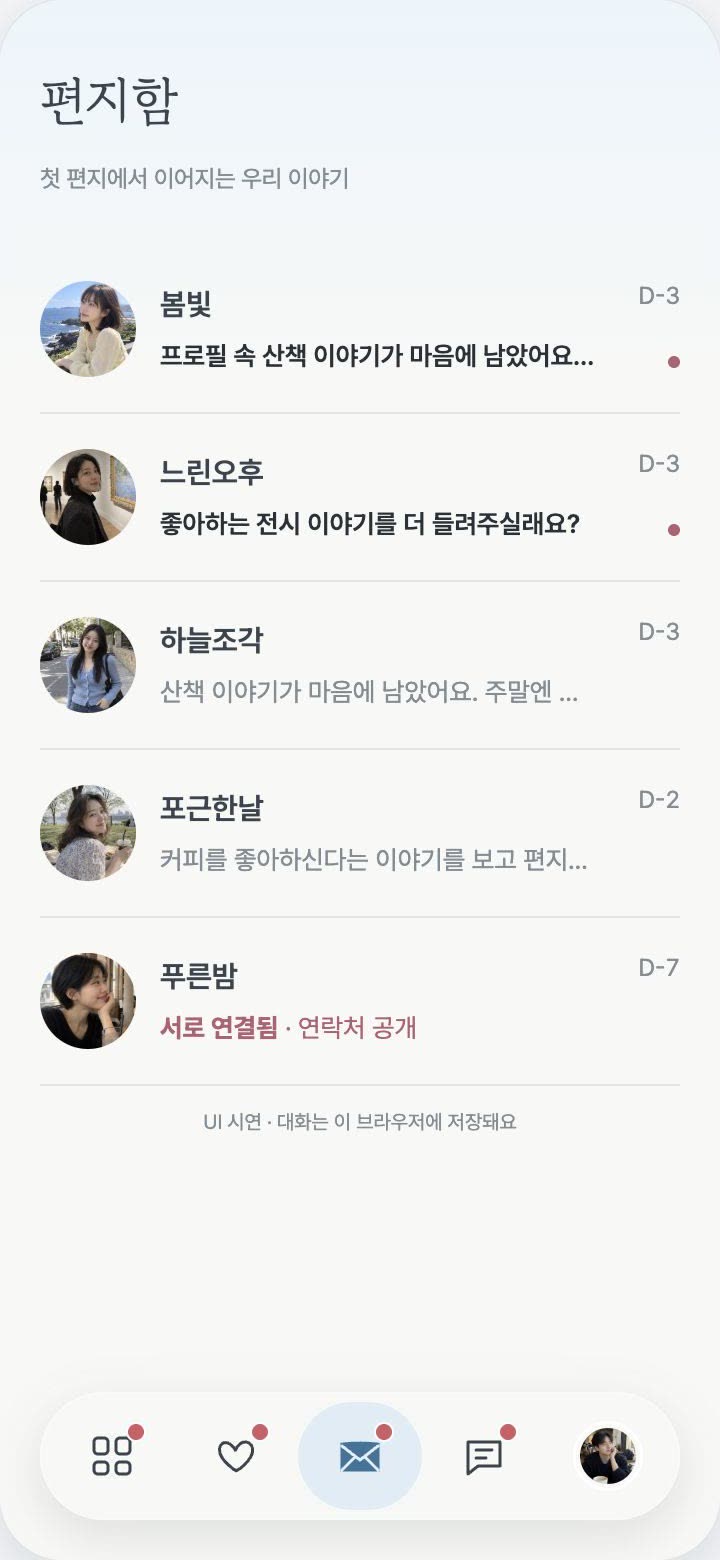 편지함
첫 편지에서 이어지는 우리 이야기
봄빛
D-3
프로필 속 산책 이야기가 마음에 남았어요...
느린오후
D-3
좋아하는 전시 이야기를 더 들려주실래요?
하늘조각
D-3
산책 이야기가 마음에 남았어요. 주말엔 ...
포근한날
D-2
커피를 좋아하신다는 이야기를 보고 편지...
푸른밤
D-7
서로 연결됨 · 연락처 공개
UI 시연 · 대화는 이 브라우저에 저장돼요